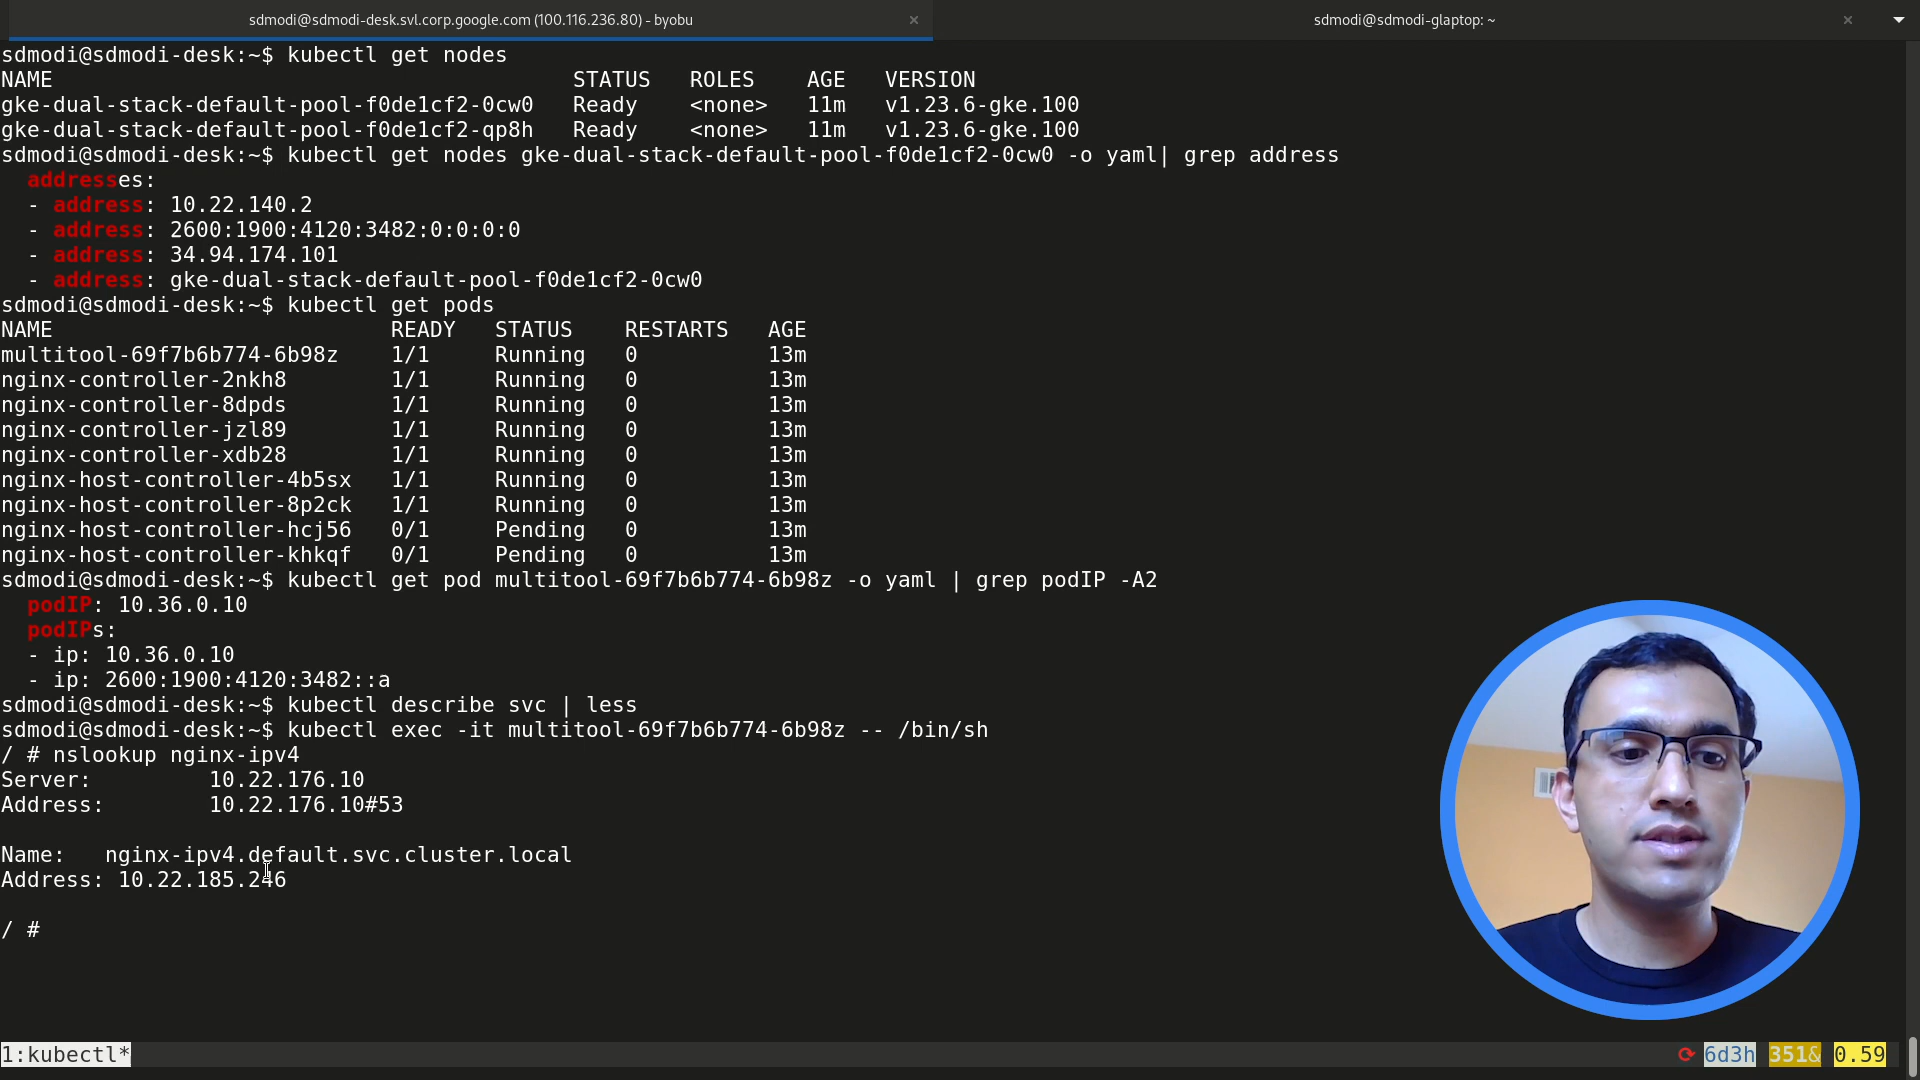 sdmodi@sdmodi-desk.svl.corp.google.com (100.116.236.80) - byobu × sdmodi@sdmodi-glaptop: ~ ×
sdmodi@sdmodi-desk:~$ kubectl get nodes
NAME STATUS ROLES AGE VERSION
gke-dual-stack-default-pool-f0de1cf2-0cw0 Ready <none> 11m v1.23.6-gke.100
gke-dual-stack-default-pool-f0de1cf2-qp8h Ready <none> 11m v1.23.6-gke.100
sdmodi@sdmodi-desk:~$ kubectl get nodes gke-dual-stack-default-pool-f0de1cf2-0cw0 -o yaml| grep address
addresses:
- address: 10.22.140.2
- address: 2600:1900:4120:3482:0:0:0:0
- address: 34.94.174.101
- address: gke-dual-stack-default-pool-f0de1cf2-0cw0
sdmodi@sdmodi-desk:~$ kubectl get pods
NAME READY STATUS RESTARTS AGE
multitool-69f7b6b774-6b98z 1/1 Running 0 13m
nginx-controller-2nkh8 1/1 Running 0 13m
nginx-controller-8dpds 1/1 Running 0 13m
nginx-controller-jzl89 1/1 Running 0 13m
nginx-controller-xdb28 1/1 Running 0 13m
nginx-host-controller-4b5sx 1/1 Running 0 13m
nginx-host-controller-8p2ck 1/1 Running 0 13m
nginx-host-controller-hcj56 0/1 Pending 0 13m
nginx-host-controller-khkqf 0/1 Pending 0 13m
sdmodi@sdmodi-desk:~$ kubectl get pod multitool-69f7b6b774-6b98z -o yaml | grep podIP -A2
podIP: 10.36.0.10
podIPs:
- ip: 10.36.0.10
- ip: 2600:1900:4120:3482::a
sdmodi@sdmodi-desk:~$ kubectl describe svc | less
sdmodi@sdmodi-desk:~$ kubectl exec -it multitool-69f7b6b774-6b98z -- /bin/sh
/ # nslookup nginx-ipv4
Server: 10.22.176.10
Address: 10.22.176.10#53
Name: nginx-ipv4.default.svc.cluster.local
Address: 10.22.185.246
/ #
1:kubectl* 6d3h 351& 0.59